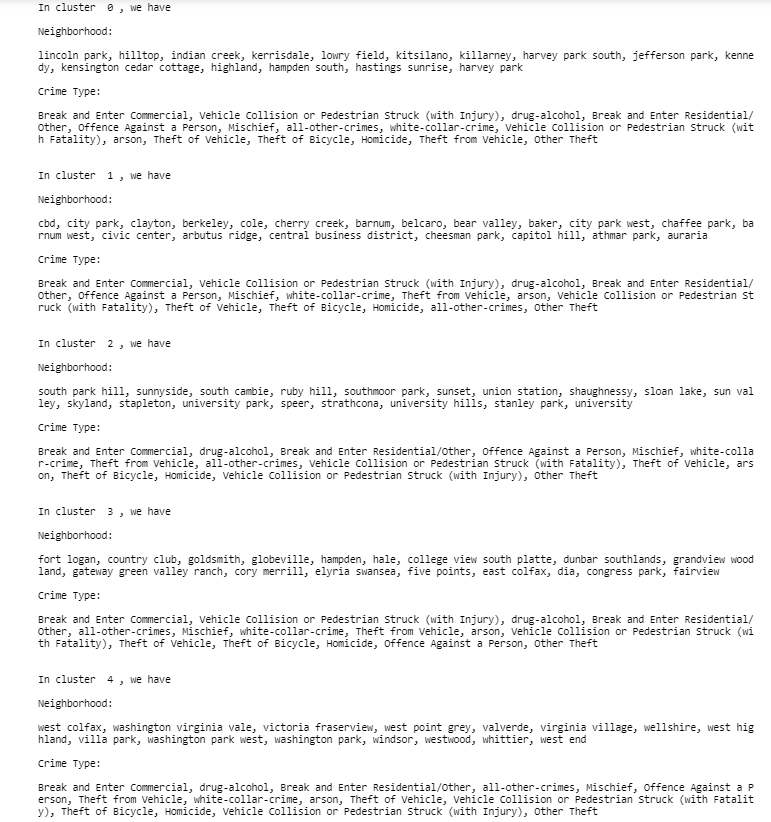 In cluster  0 , we have
Neighborhood:
lincoln park, hilltop, indian creek, kerrisdale, lowry field, kitsilano, killarney, harvey park south, jefferson park, kenne
dy, kensington cedar cottage, highland, hampden south, hastings sunrise, harvey park
Crime Type:
Break and Enter Commercial, Vehicle Collision or Pedestrian Struck (with Injury), drug-alcohol, Break and Enter Residential/
Other, Offence Against a Person, Mischief, all-other-crimes, white-collar-crime, Vehicle Collision or Pedestrian Struck (wit
h Fatality), arson, Theft of Vehicle, Theft of Bicycle, Homicide, Theft from Vehicle, Other Theft
In cluster  1 , we have
Neighborhood:
cbd, city park, clayton, berkeley, cole, cherry creek, barnum, belcaro, bear valley, baker, city park west, chaffee park, ba
rnum west, civic center, arbutus ridge, central business district, cheesman park, capitol hill, athmar park, auraria
Crime Type:
Break and Enter Commercial, Vehicle Collision or Pedestrian Struck (with Injury), drug-alcohol, Break and Enter Residential/
Other, Offence Against a Person, Mischief, white-collar-crime, Theft from Vehicle, arson, Vehicle Collision or Pedestrian St
ruck (with Fatality), Theft of Vehicle, Theft of Bicycle, Homicide, all-other-crimes, Other Theft
In cluster  2 , we have
Neighborhood:
south park hill, sunnyside, south cambie, ruby hill, southmoor park, sunset, union station, shaughnessy, sloan lake, sun val
ley, skyland, stapleton, university park, speer, strathcona, university hills, stanley park, university
Crime Type:
Break and Enter Commercial, drug-alcohol, Break and Enter Residential/Other, Offence Against a Person, Mischief, white-colla
r-crime, Theft from Vehicle, all-other-crimes, Vehicle Collision or Pedestrian Struck (with Fatality), Theft of Vehicle, ars
on, Theft of Bicycle, Homicide, Vehicle Collision or Pedestrian Struck (with Injury), Other Theft
In cluster  3 , we have
Neighborhood:
fort logan, country club, goldsmith, globeville, hampden, hale, college view south platte, dunbar southlands, grandview wood
land, gateway green valley ranch, cory merrill, elyria swansea, five points, east colfax, dia, congress park, fairview
Crime Type:
Break and Enter Commercial, Vehicle Collision or Pedestrian Struck (with Injury), drug-alcohol, Break and Enter Residential/
Other, all-other-crimes, Mischief, white-collar-crime, Theft from Vehicle, arson, Vehicle Collision or Pedestrian Struck (wi
th Fatality), Theft of Vehicle, Theft of Bicycle, Homicide, Offence Against a Person, Other Theft
In cluster  4 , we have
Neighborhood:
west colfax, washington virginia vale, victoria fraserview, west point grey, valverde, virginia village, wellshire, west hig
hland, villa park, washington park west, washington park, windsor, westwood, whittier, west end
Crime Type:
Break and Enter Commercial, drug-alcohol, Break and Enter Residential/Other, all-other-crimes, Mischief, Offence Against a P
erson, Theft from Vehicle, white-collar-crime, arson, Theft of Vehicle, Vehicle Collision or Pedestrian Struck (with Fatalit
y), Theft of Bicycle, Homicide, Vehicle Collision or Pedestrian Struck (with Injury), Other Theft